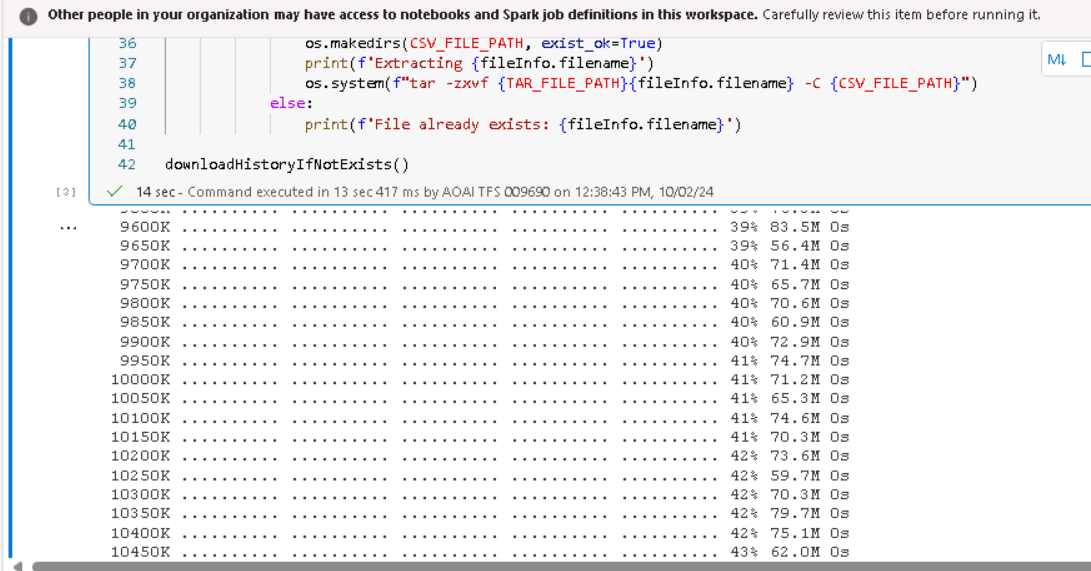 Other people in your organization may have access to notebooks and Spark job definitions in this workspace. Carefully review this item before running it.
36 os.makedirs(CSV_FILE_PATH, exist_ok=True)
37 print(f'Extracting {fileInfo.filename}')
38 os.system(f"tar -zxvf {TAR_FILE_PATH}{fileInfo.filename} -C {CSV_FILE_PATH}")
39 else:
40 print(f'File already exists: {fileInfo.filename}')
41
42 downloadHistoryIfNotExists()
M↓
[3] 14 sec - Command executed in 13 sec 417 ms by AOAI TFS 009690 on 12:38:43 PM, 10/02/24
...
9600K .......... .......... .......... .......... .......... 39% 83.5M 0s
9650K .......... .......... .......... .......... .......... 39% 56.4M 0s
9700K .......... .......... .......... .......... .......... 40% 71.4M 0s
9750K .......... .......... .......... .......... .......... 40% 65.7M 0s
9800K .......... .......... .......... .......... .......... 40% 70.6M 0s
9850K .......... .......... .......... .......... .......... 40% 60.9M 0s
9900K .......... .......... .......... .......... .......... 40% 72.9M 0s
9950K .......... .......... .......... .......... .......... 41% 74.7M 0s
10000K .......... .......... .......... .......... .......... 41% 71.2M 0s
10050K .......... .......... .......... .......... .......... 41% 65.3M 0s
10100K .......... .......... .......... .......... .......... 41% 74.6M 0s
10150K .......... .......... .......... .......... .......... 41% 70.3M 0s
10200K .......... .......... .......... .......... .......... 42% 73.6M 0s
10250K .......... .......... .......... .......... .......... 42% 59.7M 0s
10300K .......... .......... .......... .......... .......... 42% 70.3M 0s
10350K .......... .......... .......... .......... .......... 42% 79.7M 0s
10400K .......... .......... .......... .......... .......... 42% 75.1M 0s
10450K .......... .......... .......... .......... .......... 43% 62.0M 0s